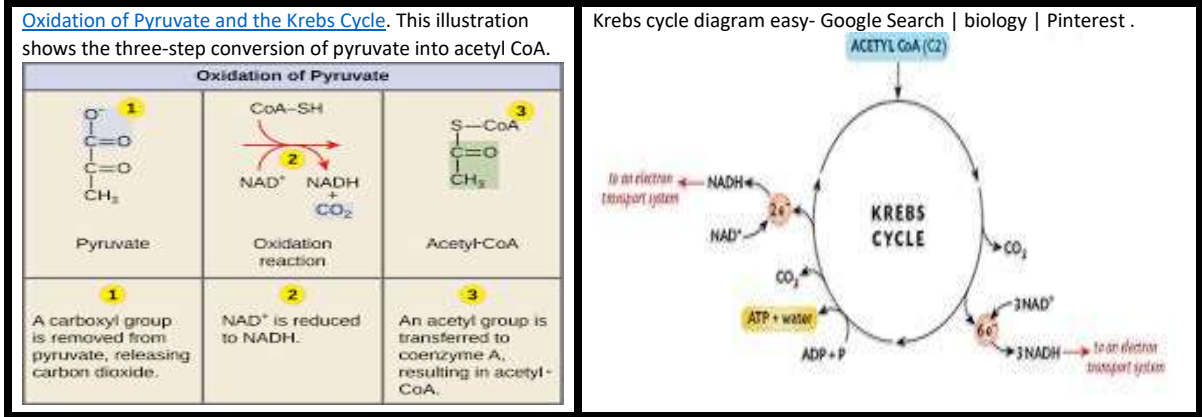 Oxidation of Pyruvate and the Krebs Cycle. This illustration
shows the three-step conversion of pyruvate into acetyl CoA.
Oxidation of Pyruvate
1
O⁻
C=O
C=O
CH₃
Pyruvate
CoA–SH
2
NAD⁺ NADH
+
CO₂
Oxidation
reaction
3
S—CoA
C=O
CH₃
Acetyl-CoA
1
A carboxyl group
is removed from
pyruvate, releasing
carbon dioxide.
2
NAD⁺ is reduced
to NADH.
3
An acetyl group is
transferred to
coenzyme A,
resulting in acetyl-
CoA.
Krebs cycle diagram easy- Google Search | biology | Pinterest .
ACETYL CoA (C2)
KREBS
CYCLE
to an electron
transport system
NADH
2e⁻
NAD⁺
CO₂
ATP + water
ADP + P
CO₂
3NAD⁺
6e⁻
3 NADH
to an electron
transport system